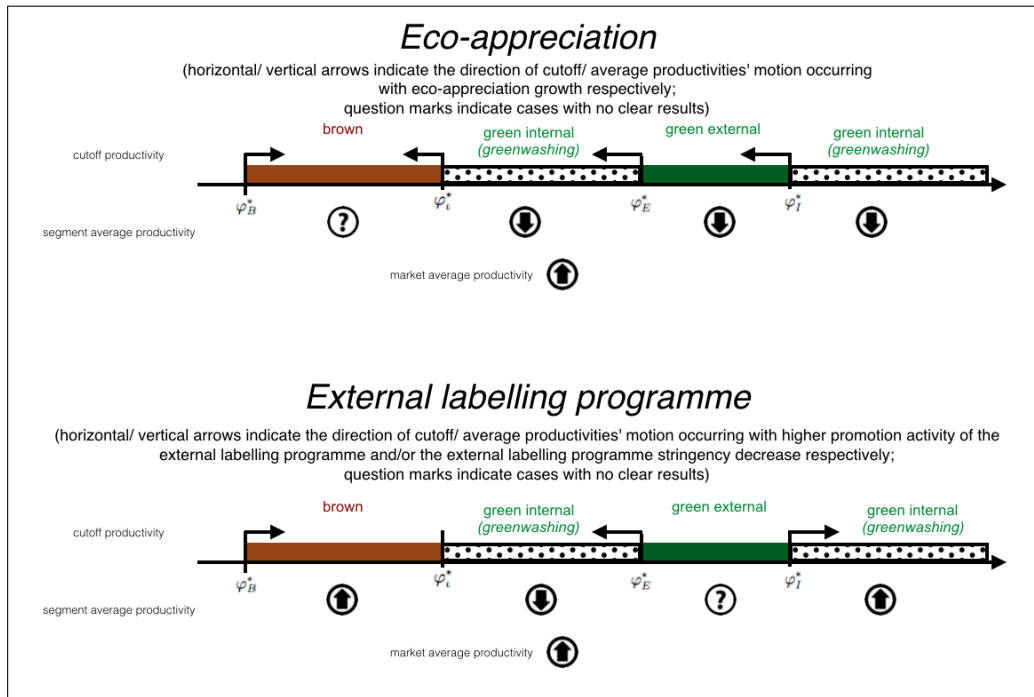 Eco-appreciation
(horizontal/ vertical arrows indicate the direction of cutoff/ average productivities' motion occurring
with eco-appreciation growth respectively;
question marks indicate cases with no clear results)
brown green internal green external green internal
(greenwashing) (greenwashing)
cutoff productivity
φ*B φ*ι φ*E φ*I
segment average productivity ?
market average productivity
External labelling programme
(horizontal/ vertical arrows indicate the direction of cutoff/ average productivities' motion occurring with higher promotion activity of the
external labelling programme and/or the external labelling programme stringency decrease respectively;
question marks indicate cases with no clear results)
brown green internal green external green internal
(greenwashing) (greenwashing)
cutoff productivity
φ*B φ*ι φ*E φ*I
segment average productivity ?
market average productivity